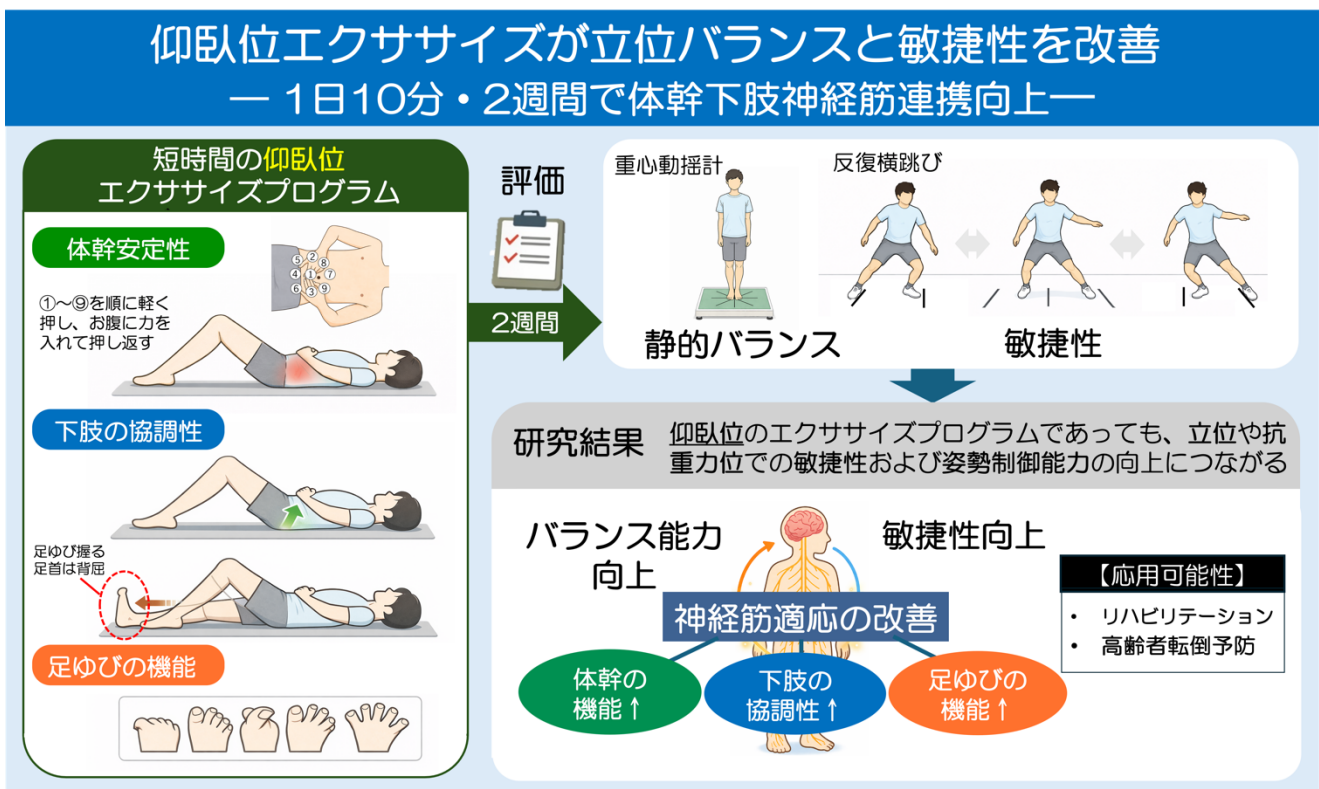 仰臥位エクササイズが立位バランスと敏捷性を改善
― 1日10分・2週間で体幹下肢神経筋連携向上―
短時間の仰臥位
エクササイズプログラム
体幹安定性
⑤②⑧
④①⑦
⑥③⑨
①~⑨を順に軽く
押し、お腹に力を
入れて押し返す
下肢の協調性
足ゆび握る
足首は背屈
足ゆびの機能
評価
2週間
重心動揺計
反復横跳び
静的バランス
敏捷性
研究結果
仰臥位のエクササイズプログラムであっても、立位や抗
重力位での敏捷性および姿勢制御能力の向上につながる
バランス能力
向上
敏捷性向上
神経筋適応の改善
体幹の
機能↑
下肢の
協調性↑
足ゆびの
機能↑
【応用可能性】
• リハビリテーション
• 高齢者転倒予防